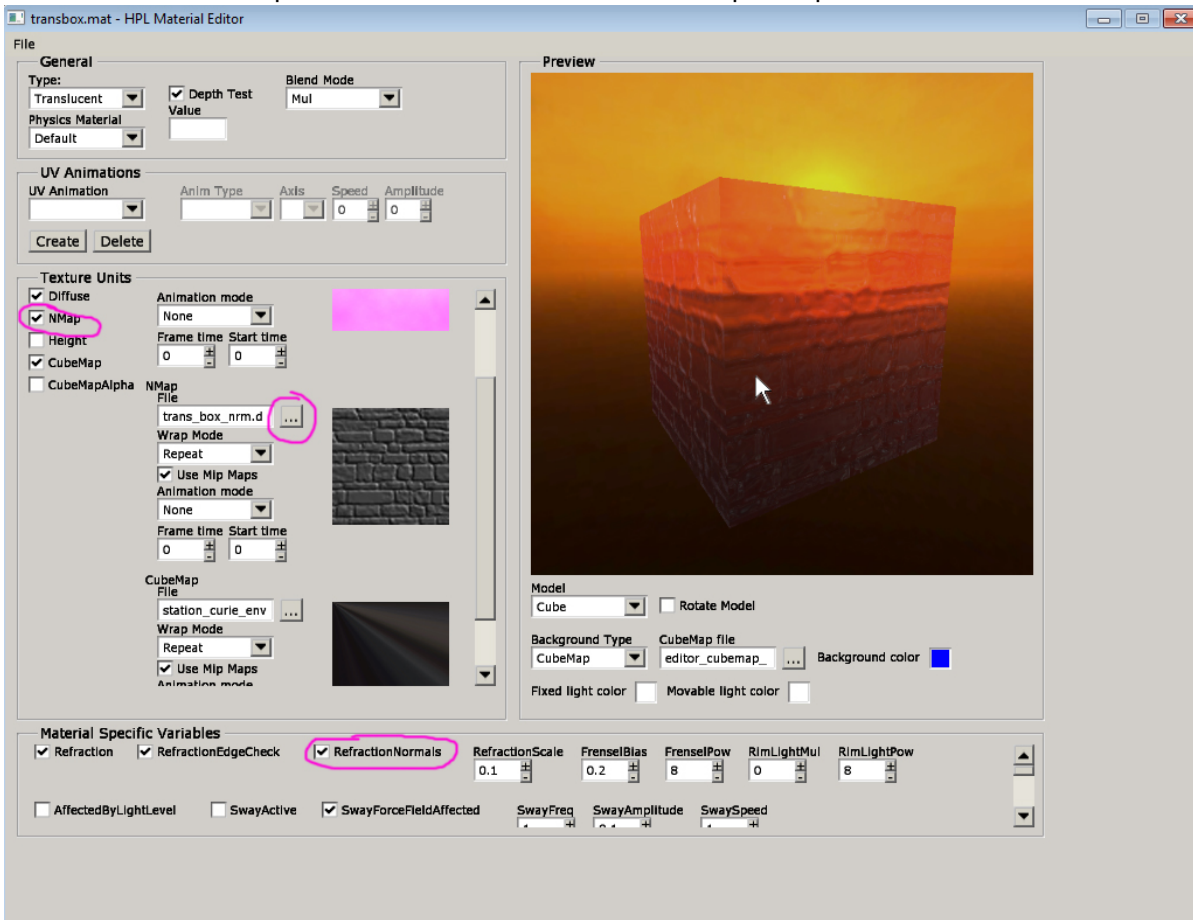 transbox.mat - HPL Material Editor
File
General
Type:
Translucent
Depth Test
Blend Mode
Mul
Value
Physics Material
Default
UV Animations
UV Animation
Anim Type
Axis
Speed
0
Amplitude
0
Create
Delete
Texture Units
Diffuse
NMap
Height
CubeMap
CubeMapAlpha
Animation mode
None
Frame time Start time
0 0
NMap
File
trans_box_nrm.d ...
Wrap Mode
Repeat
Use Mip Maps
Animation mode
None
Frame time Start time
0 0
CubeMap
File
station_curie_env ...
Wrap Mode
Repeat
Use Mip Maps
Animation mode
Preview
Model
Cube
Rotate Model
Background Type
CubeMap
CubeMap file
editor_cubemap_ ...
Background color
Fixed light color
Movable light color
Material Specific Variables
Refraction
RefractionEdgeCheck
RefractionNormals
RefractionScale
0.1
FrenselBias
0.2
FrenselPow
8
RimLightMul
0
RimLightPow
8
AffectedByLightLevel
SwayActive
SwayForceFieldAffected
SwayFreq
SwayAmplitude
SwaySpeed